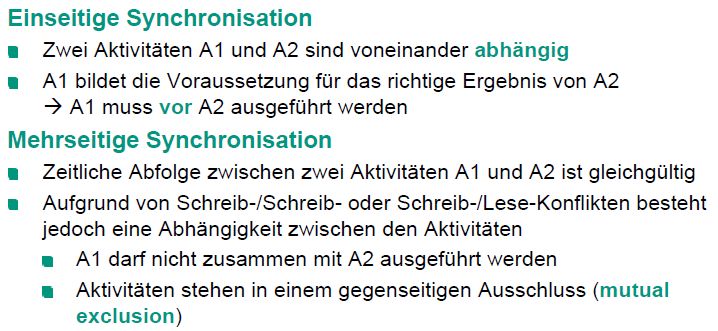 Einseitige Synchronisation
Zwei Aktivitäten A1 und A2 sind voneinander abhängig
A1 bildet die Voraussetzung für das richtige Ergebnis von A2
→ A1 muss vor A2 ausgeführt werden
Mehrseitige Synchronisation
Zeitliche Abfolge zwischen zwei Aktivitäten A1 und A2 ist gleichgültig
Aufgrund von Schreib-/Schreib- oder Schreib-/Lese-Konflikten besteht
jedoch eine Abhängigkeit zwischen den Aktivitäten
A1 darf nicht zusammen mit A2 ausgeführt werden
Aktivitäten stehen in einem gegenseitigen Ausschluss (mutual
exclusion)